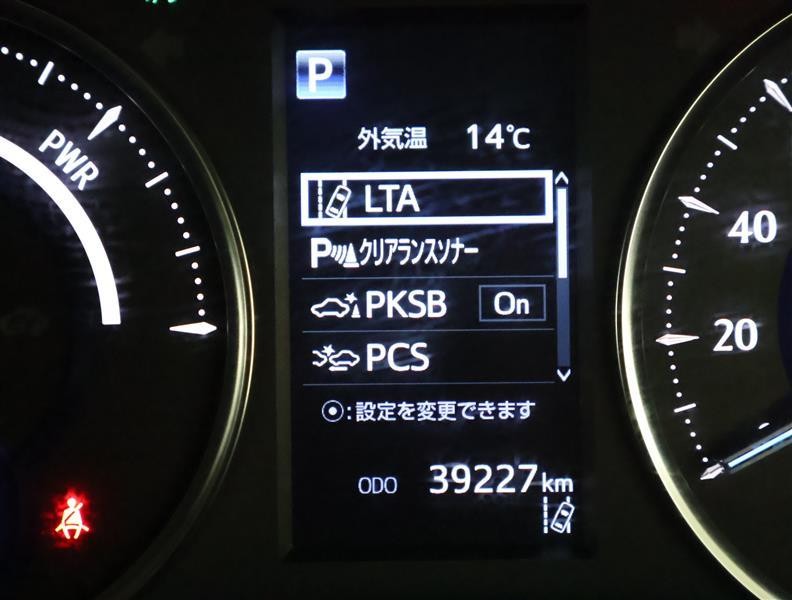 P
PWR
外気温 14℃
LTA
Pクリアランスソナー
40
PKSB On
20
PCS
⦿:設定を変更できます
ODO 39227km